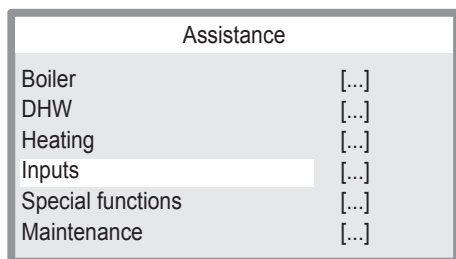 Assistance
Boiler [...]
DHW [...]
Heating [...]
Inputs [...]
Special functions [...]
Maintenance [...]